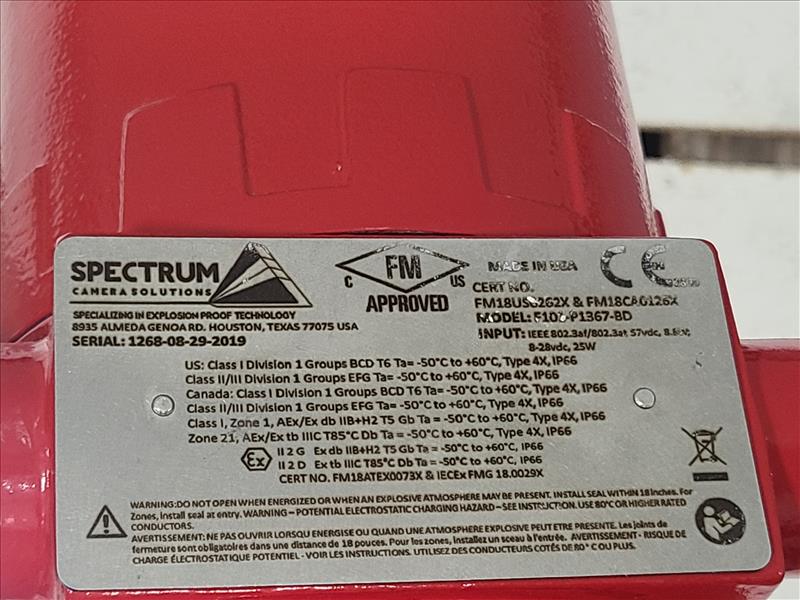 SPECTRUM
CAMERA SOLUTIONS
SPECIALIZING IN EXPLOSION PROOF TECHNOLOGY
8935 ALMEDA GENOA RD. HOUSTON, TEXAS 77075 USA
SERIAL: 1268-08-29-2019
C FM US
APPROVED
MADE IN USA
CE
CERT NO.
FM18US0262X & FM18CA0126X
MODEL:
INPUT: IEEE 802.3af/802.3at 57vdc,
8-28vdc, 25W
US: Class I Division 1 Groups BCD T6 Ta= -50°C to +60°C, Type 4X, IP66
Class II/III Division 1 Groups EFG Ta= -50°C to +60°C, Type 4X, IP66
Canada: Class I Division 1 Groups BCD T6 Ta= -50°C to +60°C, Type 4X, IP66
Class II/III Division 1 Groups EFG Ta= -50°C to +60°C, Type 4X, IP66
Class I, Zone 1, AEx/Ex db IIB+H2 T5 Gb Ta= -50°C to +60°C, Type 4X, IP66
Zone 21, AEx/Ex tb IIIC T85°C Db Ta= -50°C to +60°C, Type 4X, IP66
Ex II 2 G Ex db IIB+H2 T5 Gb Ta= -50°C to +60°C, IP66
II 2 D Ex tb IIIC T85°C Db Ta= -50°C to +60°C, IP66
CERT NO. FM18ATEX0073X & IECEx FMG 18.0029X
WARNING: DO NOT OPEN WHEN ENERGIZED OR WHEN AN EXPLOSIVE ATMOSPHERE MAY BE PRESENT. INSTALL SEAL WITHIN 18 inches. For
Zones, install seal at entry. WARNING – POTENTIAL ELECTROSTATIC CHARGING HAZARD – SEE INSTRUCTION. USE 80°C OR HIGHER RATED
CONDUCTORS.
AVERTISSEMENT: NE PAS OUVRIR LORSQU ENERGISE OU QUAND UNE ATMOSPHERE EXPLOSIVE PEUT ETRE PRESENTE. Les joints de
fermeture sont obligatoires dans une distance de 18 pouces. Pour les zones, installez un sceau à l'entrée. AVERTISSEMENT - RISQUE DE
CHARGE ÉLECTROSTATIQUE POTENTIEL - VOIR LES INSTRUCTIONS. UTILISEZ DES CONDUCTEURS COTÉS DE 80 ° C OU PLUS.